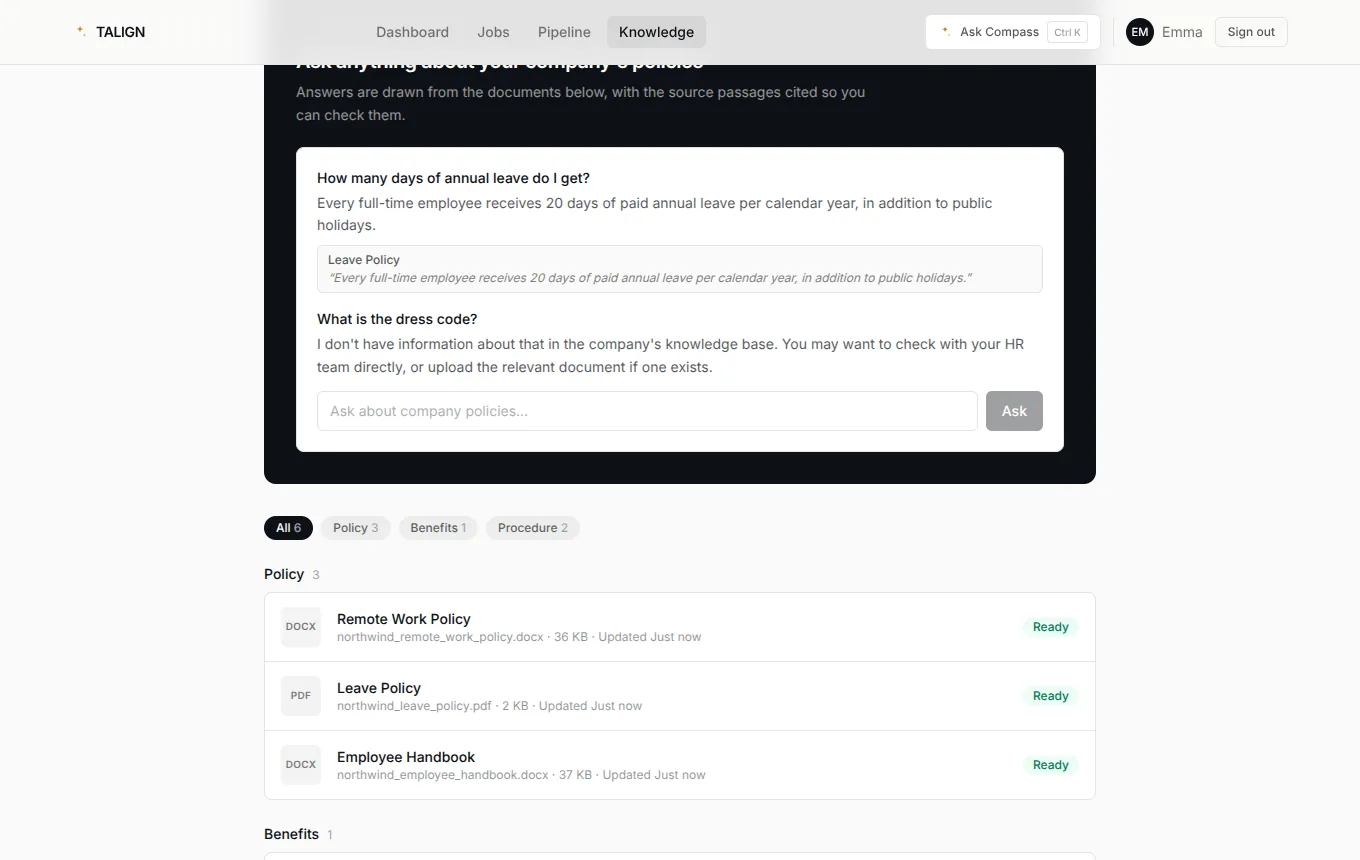 TALIGN
Dashboard
Jobs
Pipeline
Knowledge
Ask Compass
Ctrl K
EM
Emma
Sign out
Ask anything about your company's policies
Answers are drawn from the documents below, with the source passages cited so you
can check them.
How many days of annual leave do I get?
Every full-time employee receives 20 days of paid annual leave per calendar year, in addition to public
holidays.
Leave Policy
“Every full-time employee receives 20 days of paid annual leave per calendar year, in addition to public holidays.”
What is the dress code?
I don't have information about that in the company's knowledge base. You may want to check with your HR
team directly, or upload the relevant document if one exists.
Ask about company policies...
Ask
All 6
Policy 3
Benefits 1
Procedure 2
Policy 3
DOCX
Remote Work Policy
northwind_remote_work_policy.docx · 36 KB · Updated Just now
Ready
PDF
Leave Policy
northwind_leave_policy.pdf · 2 KB · Updated Just now
Ready
DOCX
Employee Handbook
northwind_employee_handbook.docx · 37 KB · Updated Just now
Ready
Benefits 1